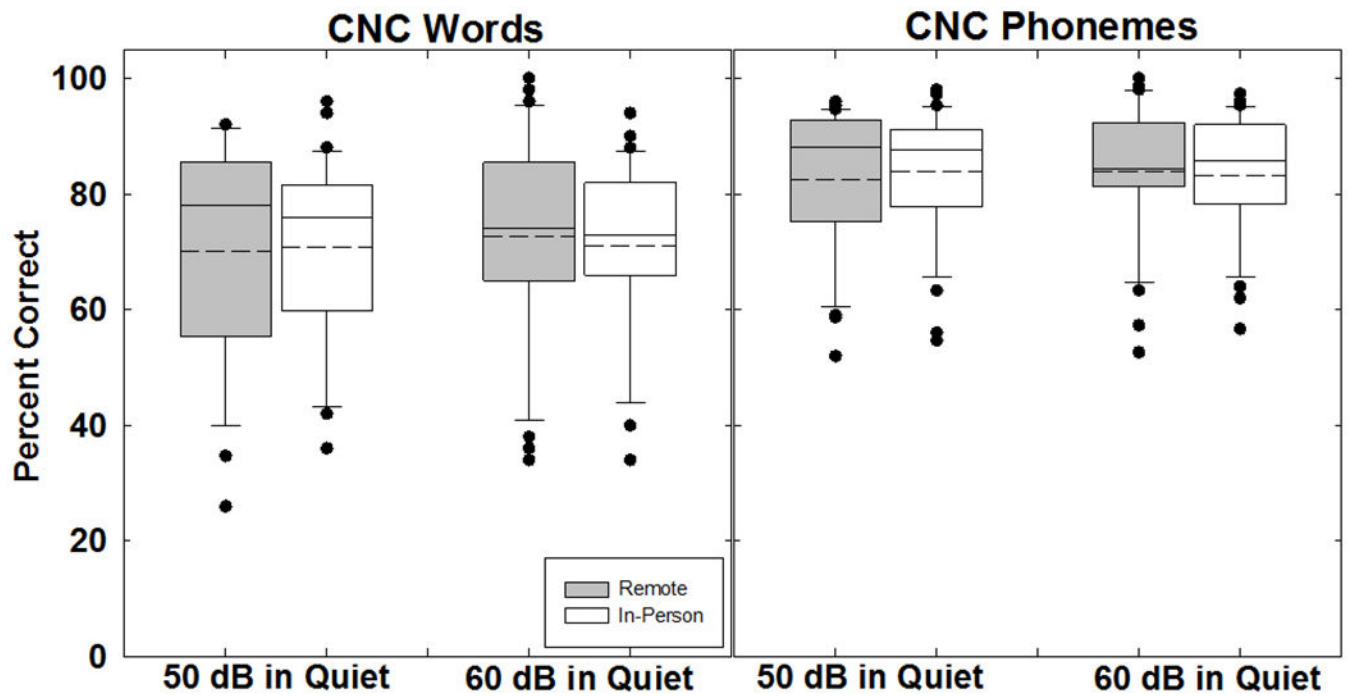 CNC Words
CNC Phonemes
Percent Correct
100
80
60
40
20
0
Remote
In-Person
50 dB in Quiet
60 dB in Quiet
50 dB in Quiet
60 dB in Quiet